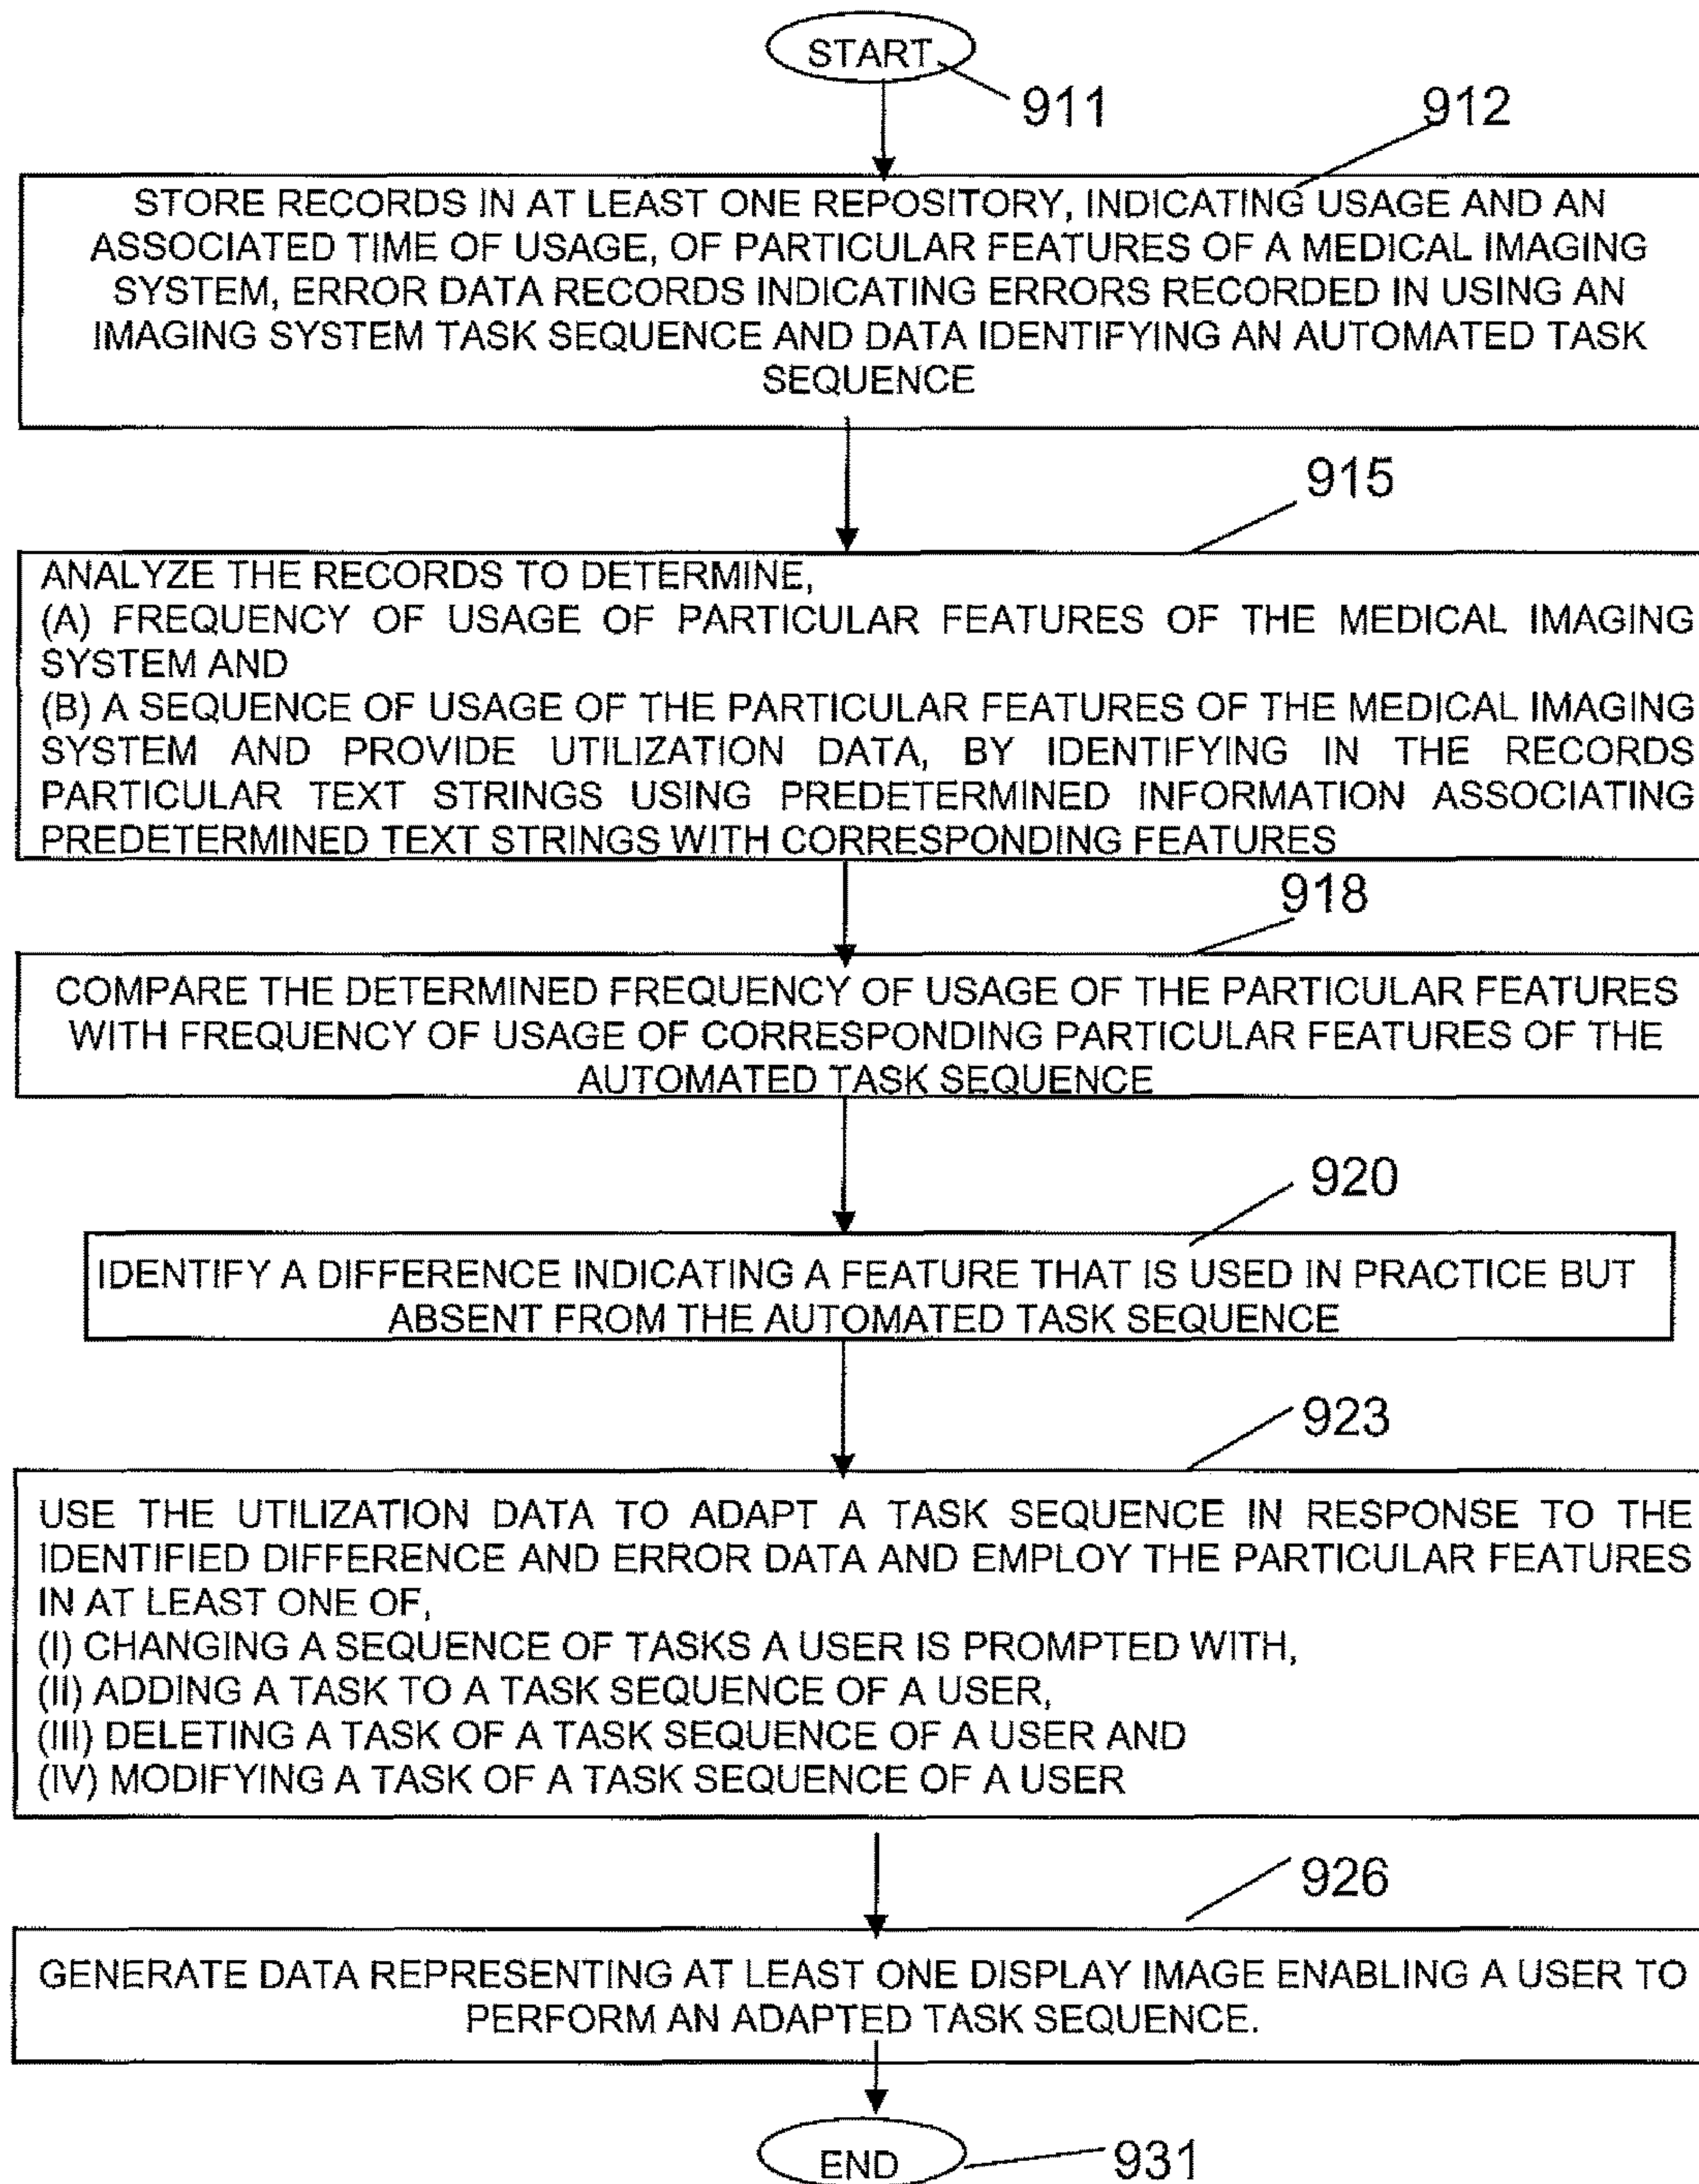 START
911
912
STORE RECORDS IN AT LEAST ONE REPOSITORY, INDICATING USAGE AND AN
ASSOCIATED TIME OF USAGE, OF PARTICULAR FEATURES OF A MEDICAL IMAGING
SYSTEM, ERROR DATA RECORDS INDICATING ERRORS RECORDED IN USING AN
IMAGING SYSTEM TASK SEQUENCE AND DATA IDENTIFYING AN AUTOMATED TASK
SEQUENCE
915
ANALYZE THE RECORDS TO DETERMINE,
(A) FREQUENCY OF USAGE OF PARTICULAR FEATURES OF THE MEDICAL IMAGING
SYSTEM AND
(B) A SEQUENCE OF USAGE OF THE PARTICULAR FEATURES OF THE MEDICAL IMAGING
SYSTEM AND PROVIDE UTILIZATION DATA, BY IDENTIFYING IN THE RECORDS
PARTICULAR TEXT STRINGS USING PREDETERMINED INFORMATION ASSOCIATING
PREDETERMINED TEXT STRINGS WITH CORRESPONDING FEATURES
918
COMPARE THE DETERMINED FREQUENCY OF USAGE OF THE PARTICULAR FEATURES
WITH FREQUENCY OF USAGE OF CORRESPONDING PARTICULAR FEATURES OF THE
AUTOMATED TASK SEQUENCE
920
IDENTIFY A DIFFERENCE INDICATING A FEATURE THAT IS USED IN PRACTICE BUT
ABSENT FROM THE AUTOMATED TASK SEQUENCE
923
USE THE UTILIZATION DATA TO ADAPT A TASK SEQUENCE IN RESPONSE TO THE
IDENTIFIED DIFFERENCE AND ERROR DATA AND EMPLOY THE PARTICULAR FEATURES
IN AT LEAST ONE OF,
(I) CHANGING A SEQUENCE OF TASKS A USER IS PROMPTED WITH,
(II) ADDING A TASK TO A TASK SEQUENCE OF A USER,
(III) DELETING A TASK OF A TASK SEQUENCE OF A USER AND
(IV) MODIFYING A TASK OF A TASK SEQUENCE OF A USER
926
GENERATE DATA REPRESENTING AT LEAST ONE DISPLAY IMAGE ENABLING A USER TO
PERFORM AN ADAPTED TASK SEQUENCE.
END
931